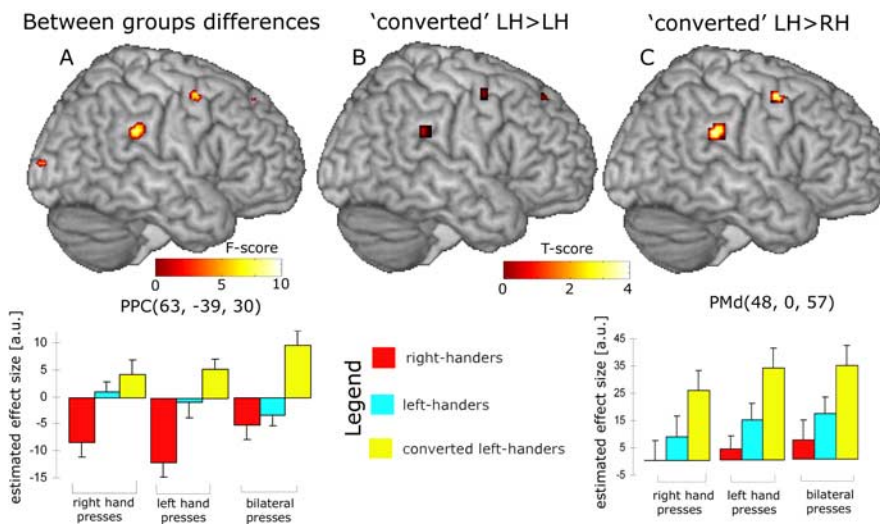 Between groups differences
'converted' LH>LH
'converted' LH>RH
A
B
C
F-score
0 5 10
T-score
0 2 4
PPC(63, -39, 30)
estimated effect size [a.u.]
10
5
0
-5
-10
-15
right hand presses
left hand presses
bilateral presses
Legend
right-handers
left-handers
converted left-handers
PMd(48, 0, 57)
estimated effect size [a.u.]
45
35
25
15
5
-5
right hand presses
left hand presses
bilateral presses